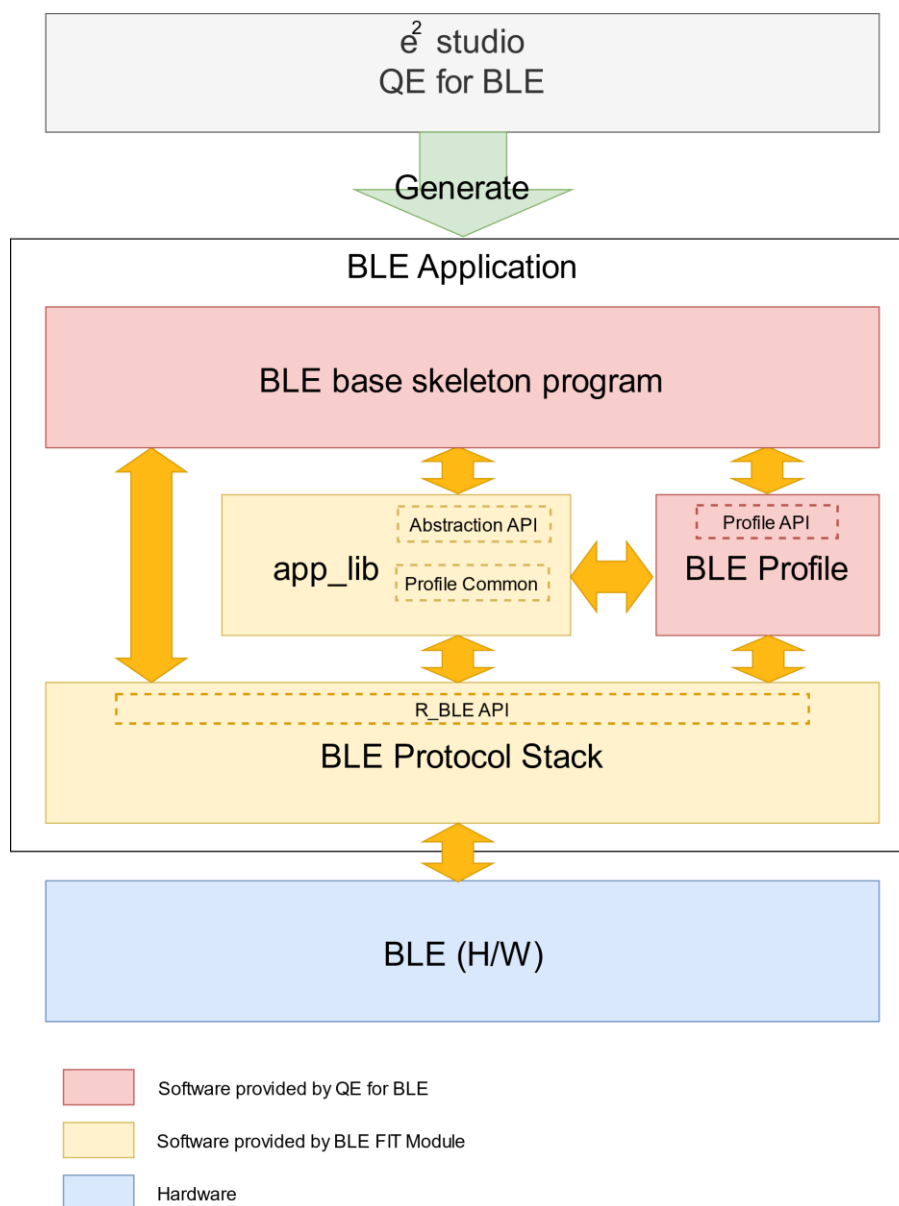 e² studio
QE for BLE
Generate
BLE Application
BLE base skeleton program
Abstraction API
app_lib
Profile Common
Profile API
BLE Profile
R_BLE API
BLE Protocol Stack
BLE (H/W)
Software provided by QE for BLE
Software provided by BLE FIT Module
Hardware